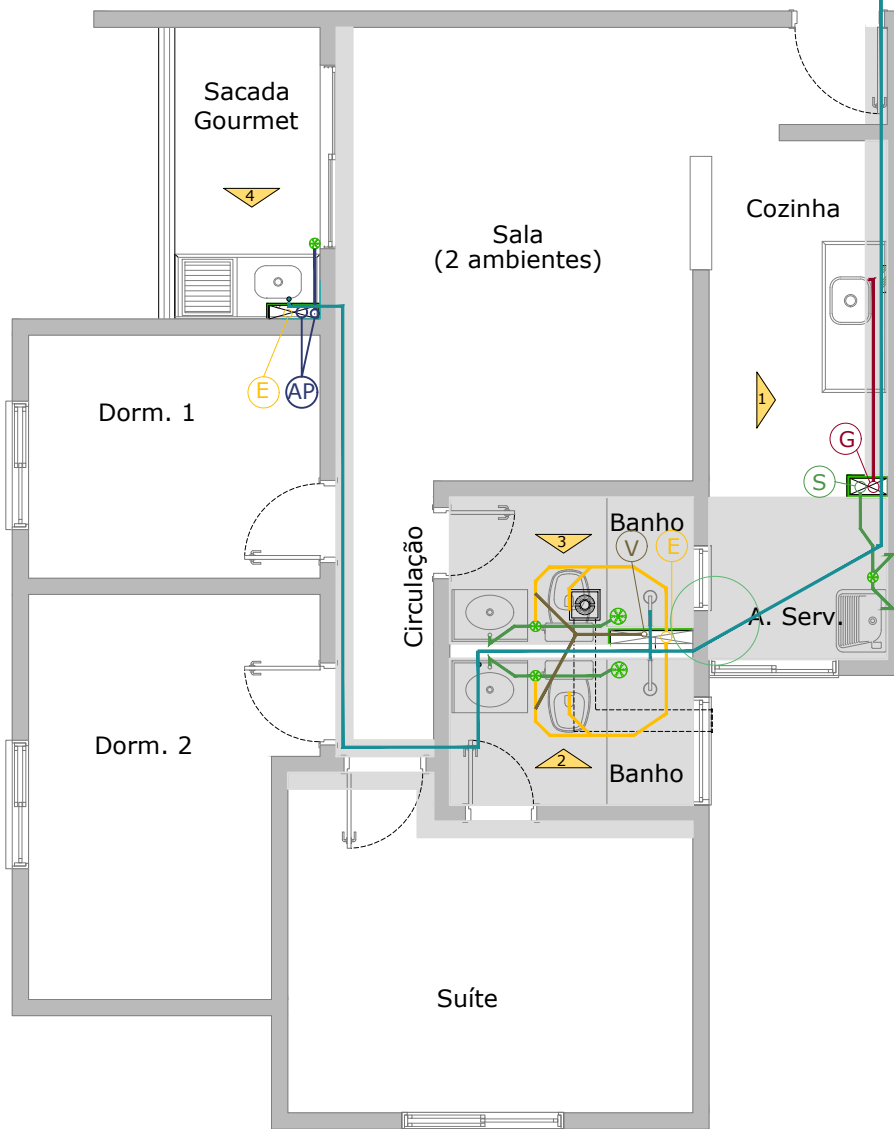 Sacada
Gourmet
4
Cozinha
Sala
(2 ambientes)
E
AP
1
Dorm. 1
G
S
Circulação
Banho
3
V
E
A. Serv.
Dorm. 2
2
Banho
Suíte